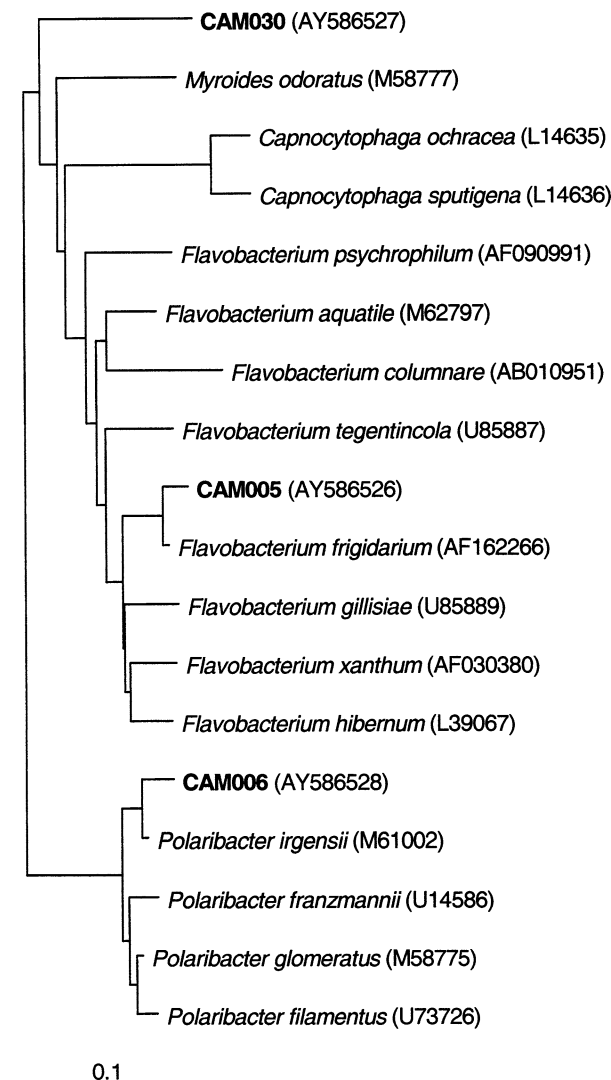 CAM030 (AY586527)
Myroides odoratus (M58777)
Capnocytophaga ochracea (L14635)
Capnocytophaga sputigena (L14636)
Flavobacterium psychrophilum (AF090991)
Flavobacterium aquatile (M62797)
Flavobacterium columnare (AB010951)
Flavobacterium tegentincola (U85887)
CAM005 (AY586526)
Flavobacterium frigidarium (AF162266)
Flavobacterium gillisiae (U85889)
Flavobacterium xanthum (AF030380)
Flavobacterium hibernum (L39067)
CAM006 (AY586528)
Polaribacter irgensii (M61002)
Polaribacter franzmannii (U14586)
Polaribacter glomeratus (M58775)
Polaribacter filamentus (U73726)
0.1